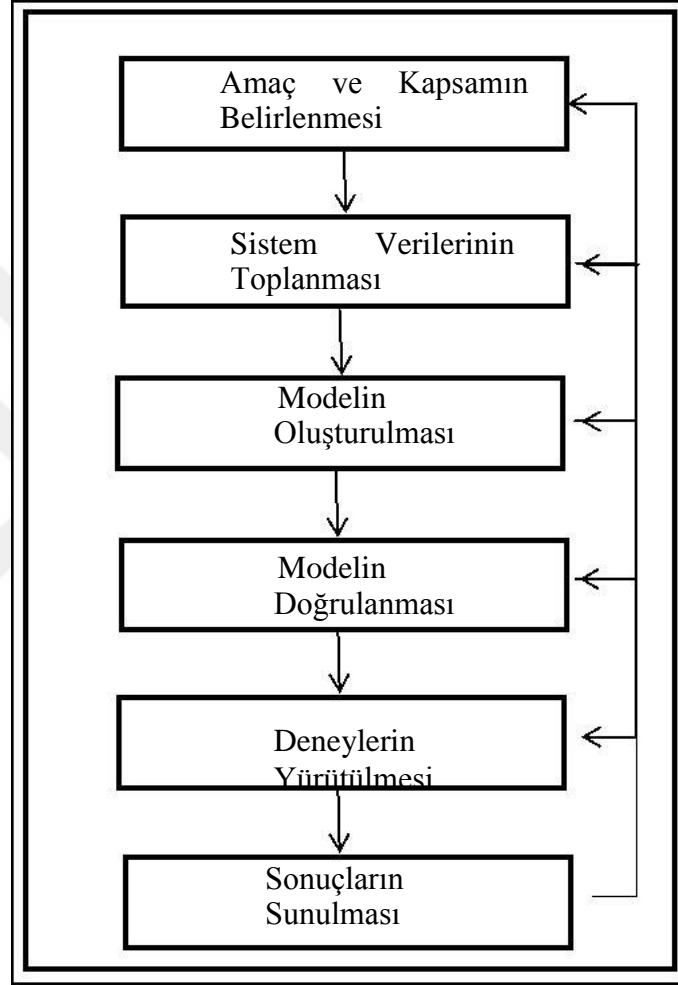 Amaç ve Kapsamın
Belirlenmesi
Sistem Verilerinin
Toplanması
Modelin
Oluşturulması
Modelin
Doğrulanması
Deneylerin
Yürütülmesi
Sonuçların
Sunulması